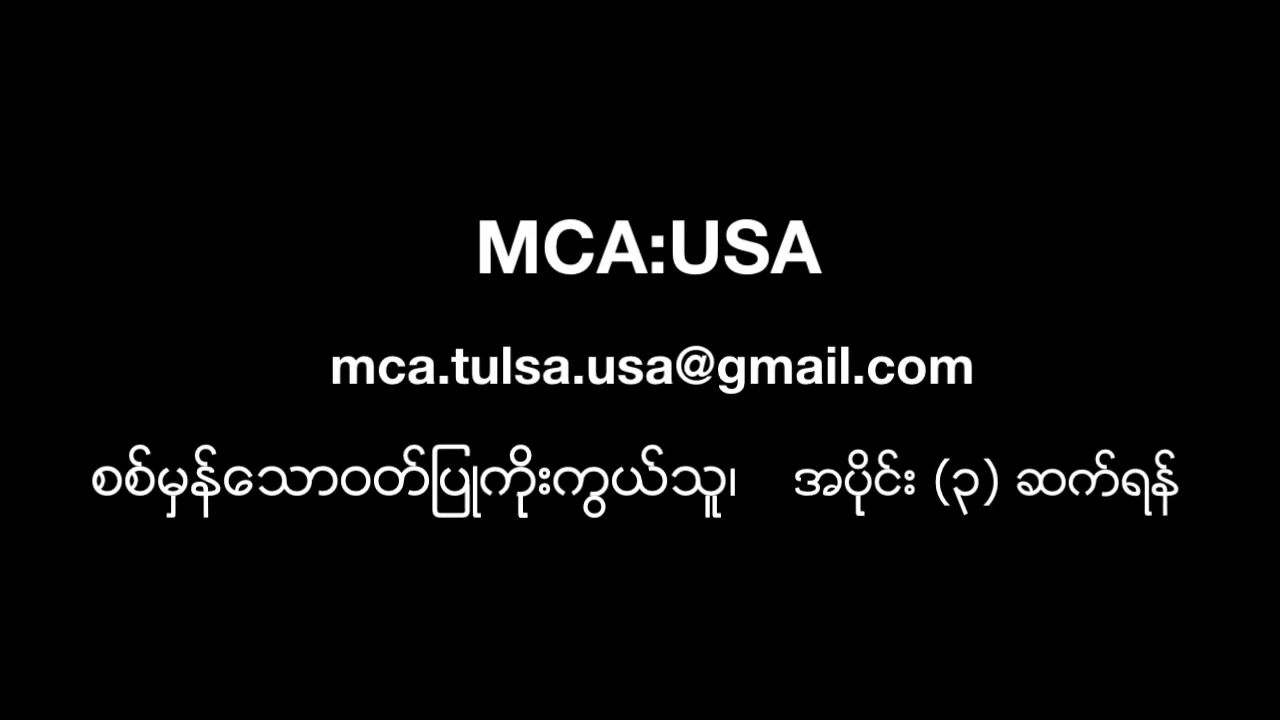 MCA:USA
mca.tulsa.usa@gmail.com
စစ်မှန်သောဝတ်ပြုကိုးကွယ်သူ၊ အပိုင်း (၃) ဆက်ရန်